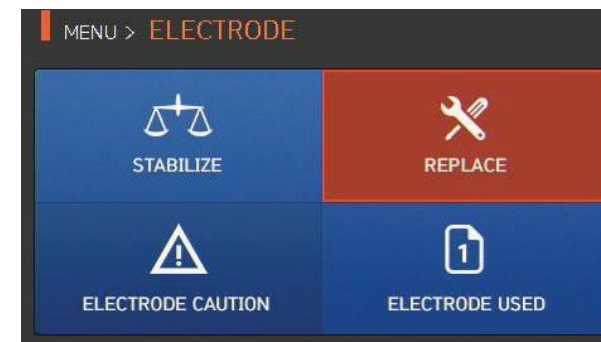 MENU > ELECTRODE
STABILIZE
REPLACE
ELECTRODE CAUTION
1
ELECTRODE USED